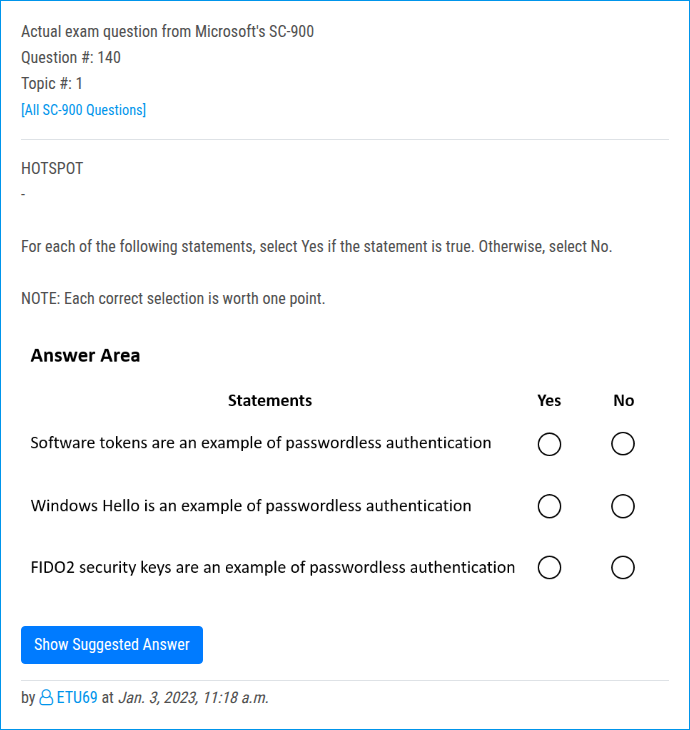 Actual exam question from Microsoft's SC-900
Question #: 140
Topic #: 1
[All SC-900 Questions]
HOTSPOT
-
For each of the following statements, select Yes if the statement is true. Otherwise, select No.
NOTE: Each correct selection is worth one point.
Answer Area
Statements Yes No
Software tokens are an example of passwordless authentication
Windows Hello is an example of passwordless authentication
FIDO2 security keys are an example of passwordless authentication
Show Suggested Answer
by ETU69 at Jan. 3, 2023, 11:18 a.m.